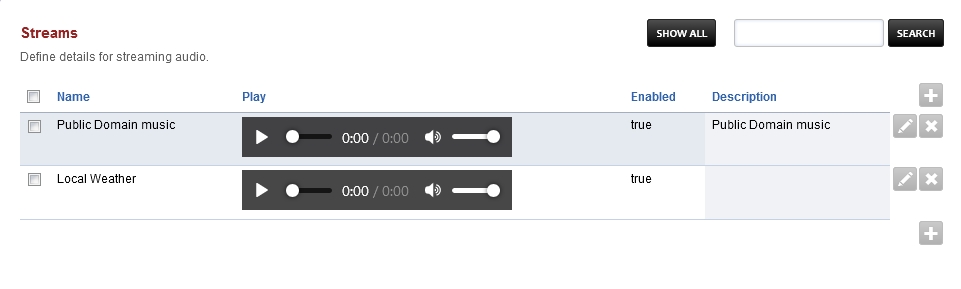 Streams
SHOW ALL
SEARCH
Define details for streaming audio.
Name Play Enabled Description
Public Domain music 0:00 / 0:00 true Public Domain music
Local Weather 0:00 / 0:00 true